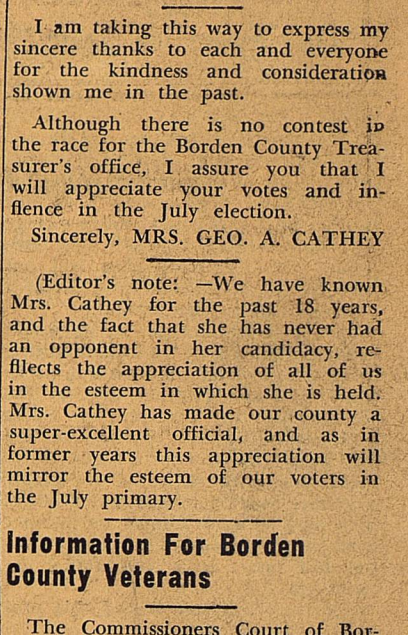 I am taking this way to express my
sincere thanks to each and everyone
for the kindness and consideration
shown me in the past.
Although there is no contest in
the race for the Borden County Trea-
surer's office, I assure you that I
will appreciate your votes and in-
flence in the July election.
Sincerely, MRS. GEO. A. CATHEY
(Editor's note: —We have known
Mrs. Cathey for the past 18 years,
and the fact that she has never had
an opponent in her candidacy, re-
fllects the appreciation of all of us
in the esteem in which she is held.
Mrs. Cathey has made our county a
super-excellent official, and as in
former years this appreciation will
mirror the esteem of our voters in
the July primary.
Information For Borden
County Veterans
The Commissioners Court of Bor-